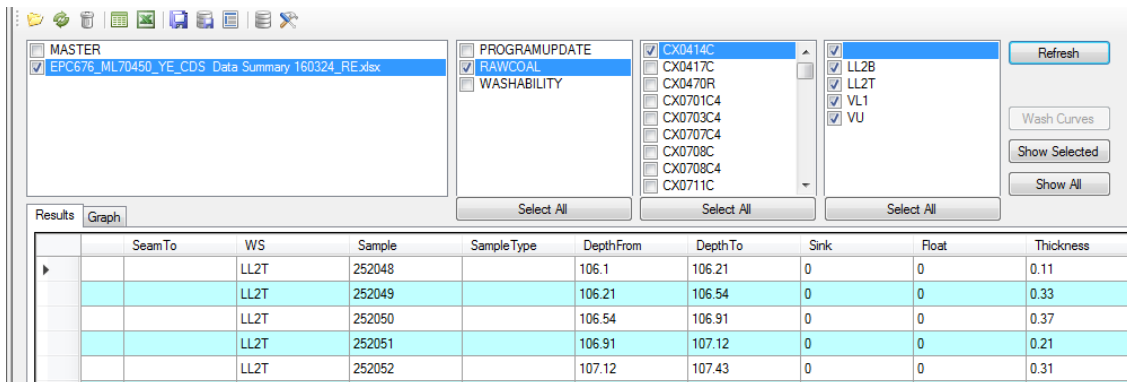 MASTER
EPC676_ML70450_YE_CDS Data Summary 160324_RE.xlsx
PROGRAMUPDATE
RAWCOAL
WASHABILITY
Select All
CX0414C
CX0417C
CX0470R
CX0701C4
CX0703C4
CX0707C4
CX0708C
CX0708C4
CX0711C
Select All
LL2B
LL2T
VL1
VU
Select All
Refresh
Wash Curves
Show Selected
Show All
Results Graph
SeamTo WS Sample SampleType DepthFrom DepthTo Sink Float Thickness
LL2T 252048 106.1 106.21 0 0 0.11
LL2T 252049 106.21 106.54 0 0 0.33
LL2T 252050 106.54 106.91 0 0 0.37
LL2T 252051 106.91 107.12 0 0 0.21
LL2T 252052 107.12 107.43 0 0 0.31